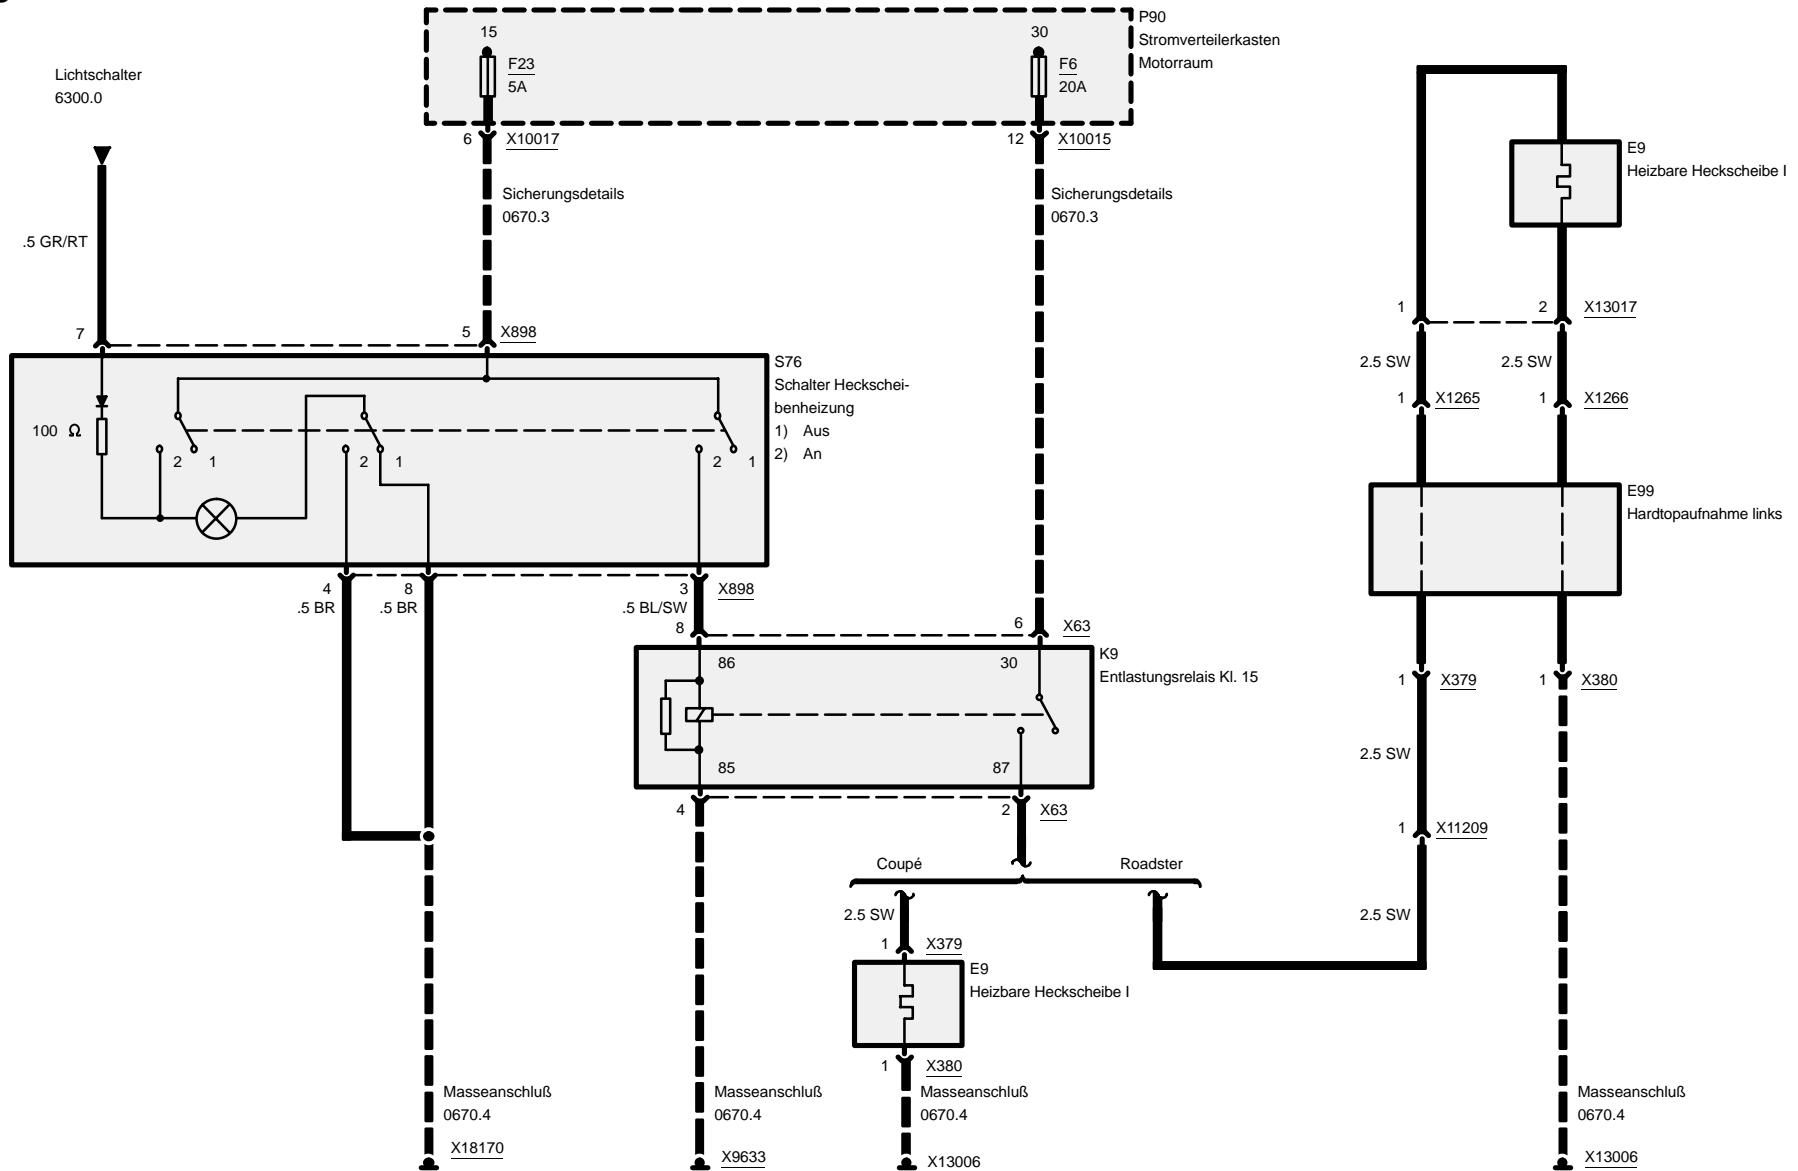 P90
Stromverteilerkasten
Motorraum
15
F23
5A
30
F6
20A
6 X10017
12 X10015
Lichtschalter
6300.0
Sicherungsdetails
0670.3
Sicherungsdetails
0670.3
.5 GR/RT
7
5 X898
S76
Schalter Heckschei-
benheizung
1) Aus
2) An
100 Ω
2 1
2 1
2 1
4
.5 BR
8
.5 BR
3 X898
.5 BL/SW
8
6 X63
K9
Entlastungsrelais Kl. 15
86
30
85
87
4
2 X63
Coupé
Roadster
2.5 SW
1 X379
E9
Heizbare Heckscheibe I
1 X380
E9
Heizbare Heckscheibe I
1
2 X13017
2.5 SW
2.5 SW
1 X1265
1 X1266
E99
Hardtopaufnahme links
1 X379
1 X380
2.5 SW
1 X11209
2.5 SW
Masseanschluß
0670.4
X18170
Masseanschluß
0670.4
X9633
Masseanschluß
0670.4
X13006
Masseanschluß
0670.4
X13006